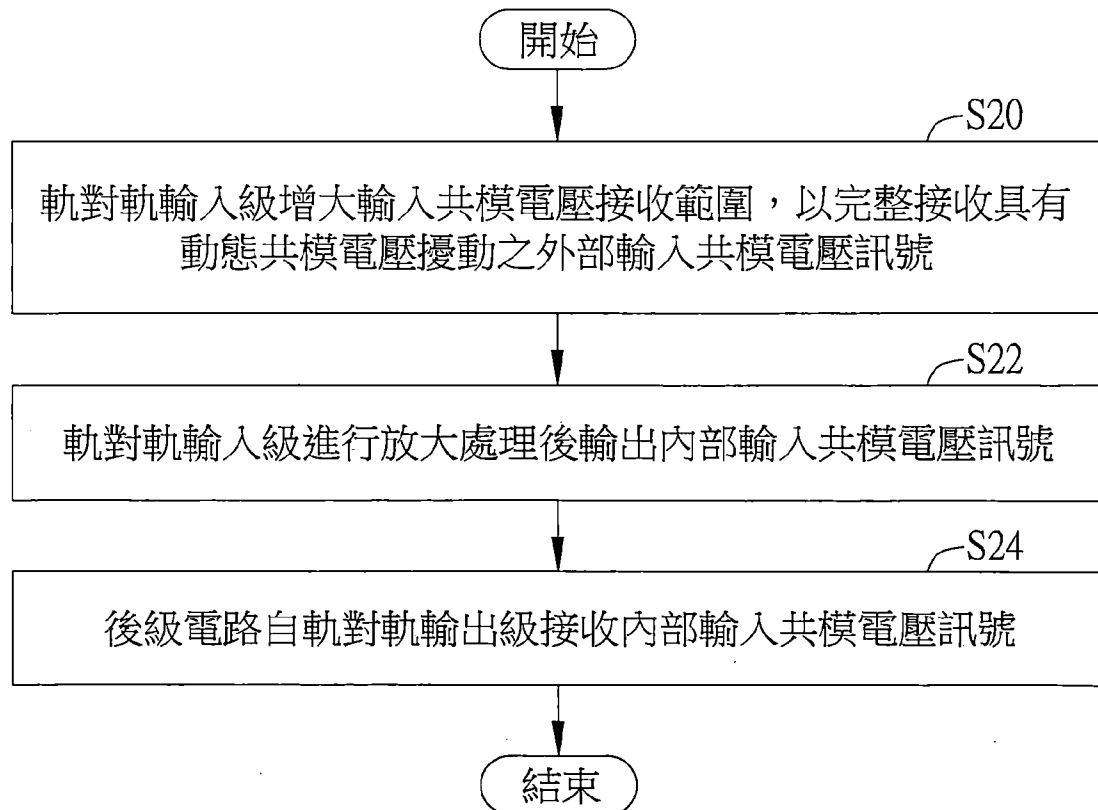 開始
S20
軌對軌輸入級增大輸入共模電壓接收範圍，以完整接收具有
動態共模電壓擾動之外部輸入共模電壓訊號
S22
軌對軌輸入級進行放大處理後輸出內部輸入共模電壓訊號
S24
後級電路自軌對軌輸出級接收內部輸入共模電壓訊號
結束